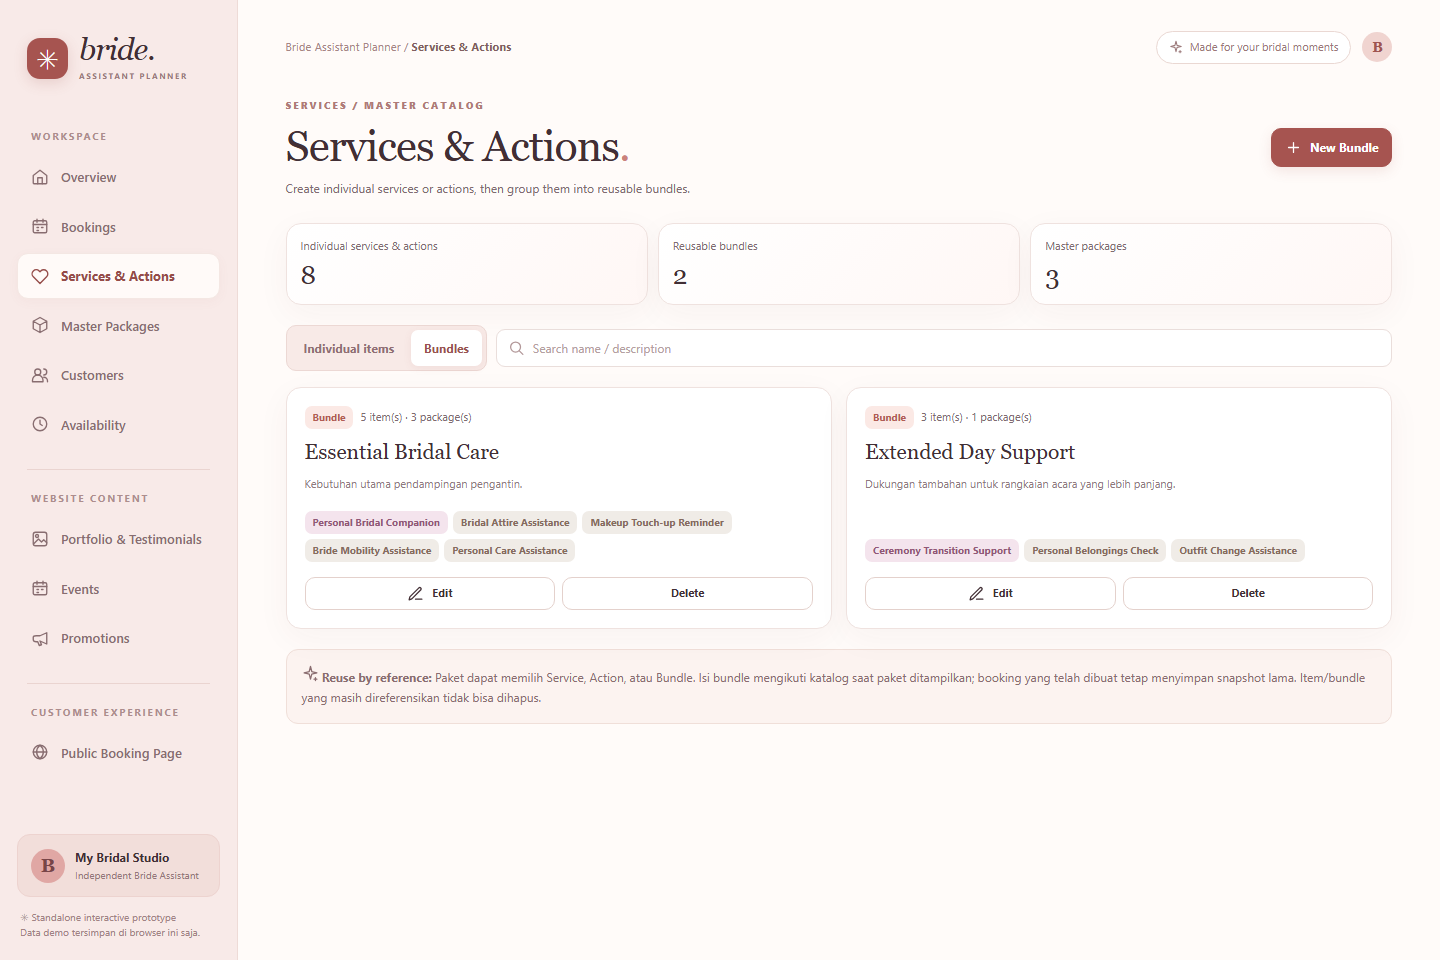 bride.
ASSISTANT PLANNER
WORKSPACE
Overview
Bookings
Services & Actions
Master Packages
Customers
Availability
WEBSITE CONTENT
Portfolio & Testimonials
Events
Promotions
CUSTOMER EXPERIENCE
Public Booking Page
B
My Bridal Studio
Independent Bride Assistant
✳ Standalone interactive prototype
Data demo tersimpan di browser ini saja.
Bride Assistant Planner / Services & Actions
Made for your bridal moments
B
SERVICES / MASTER CATALOG
Services & Actions.
Create individual services or actions, then group them into reusable bundles.
+ New Bundle
Individual services & actions
8
Reusable bundles
2
Master packages
3
Individual items
Bundles
Search name / description
Bundle 5 item(s) · 3 package(s)
Essential Bridal Care
Kebutuhan utama pendampingan pengantin.
Personal Bridal Companion Bridal Attire Assistance Makeup Touch-up Reminder
Bride Mobility Assistance Personal Care Assistance
Edit Delete
Bundle 3 item(s) · 1 package(s)
Extended Day Support
Dukungan tambahan untuk rangkaian acara yang lebih panjang.
Ceremony Transition Support Personal Belongings Check Outfit Change Assistance
Edit Delete
Reuse by reference: Paket dapat memilih Service, Action, atau Bundle. Isi bundle mengikuti katalog saat paket ditampilkan; booking yang telah dibuat tetap menyimpan snapshot lama. Item/bundle
yang masih direferensikan tidak bisa dihapus.